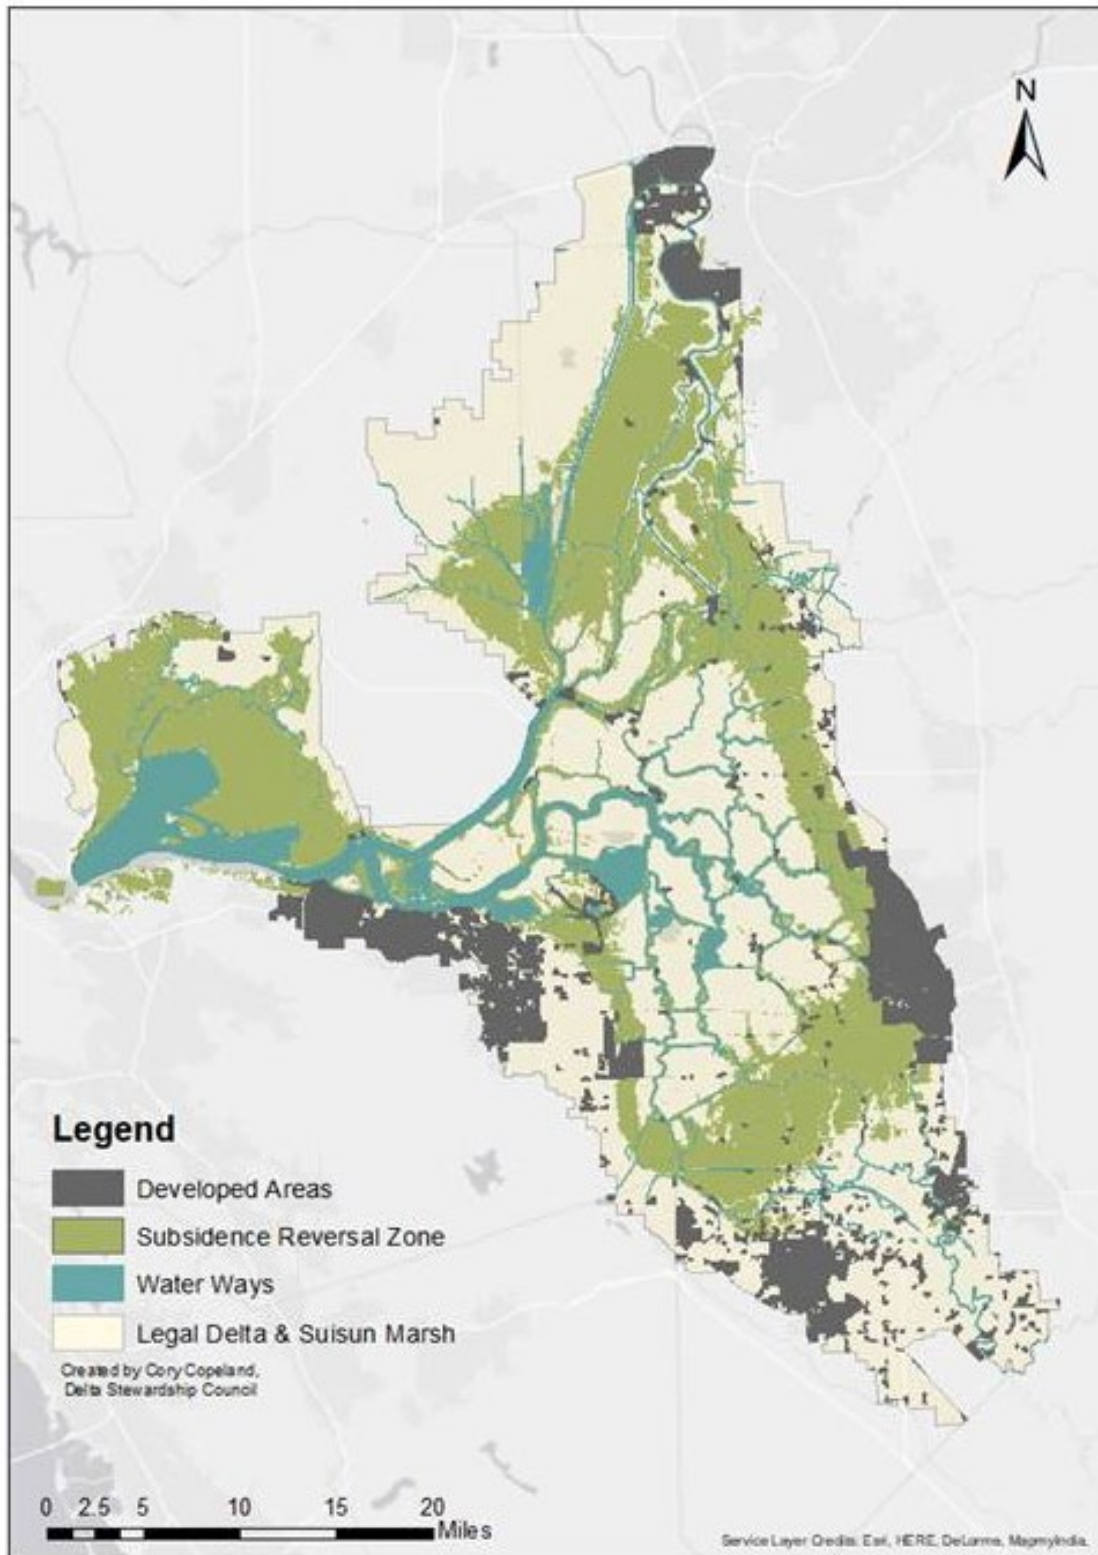 N
Legend
Developed Areas
Subsidence Reversal Zone
Water Ways
Legal Delta & Suisun Marsh
Created by Cory Copeland,
Delta Stewardship Council
0 2.5 5 10 15 20
Miles
Service Layer Credits: Esri, HERE, DeLorme, MapmyIndia,